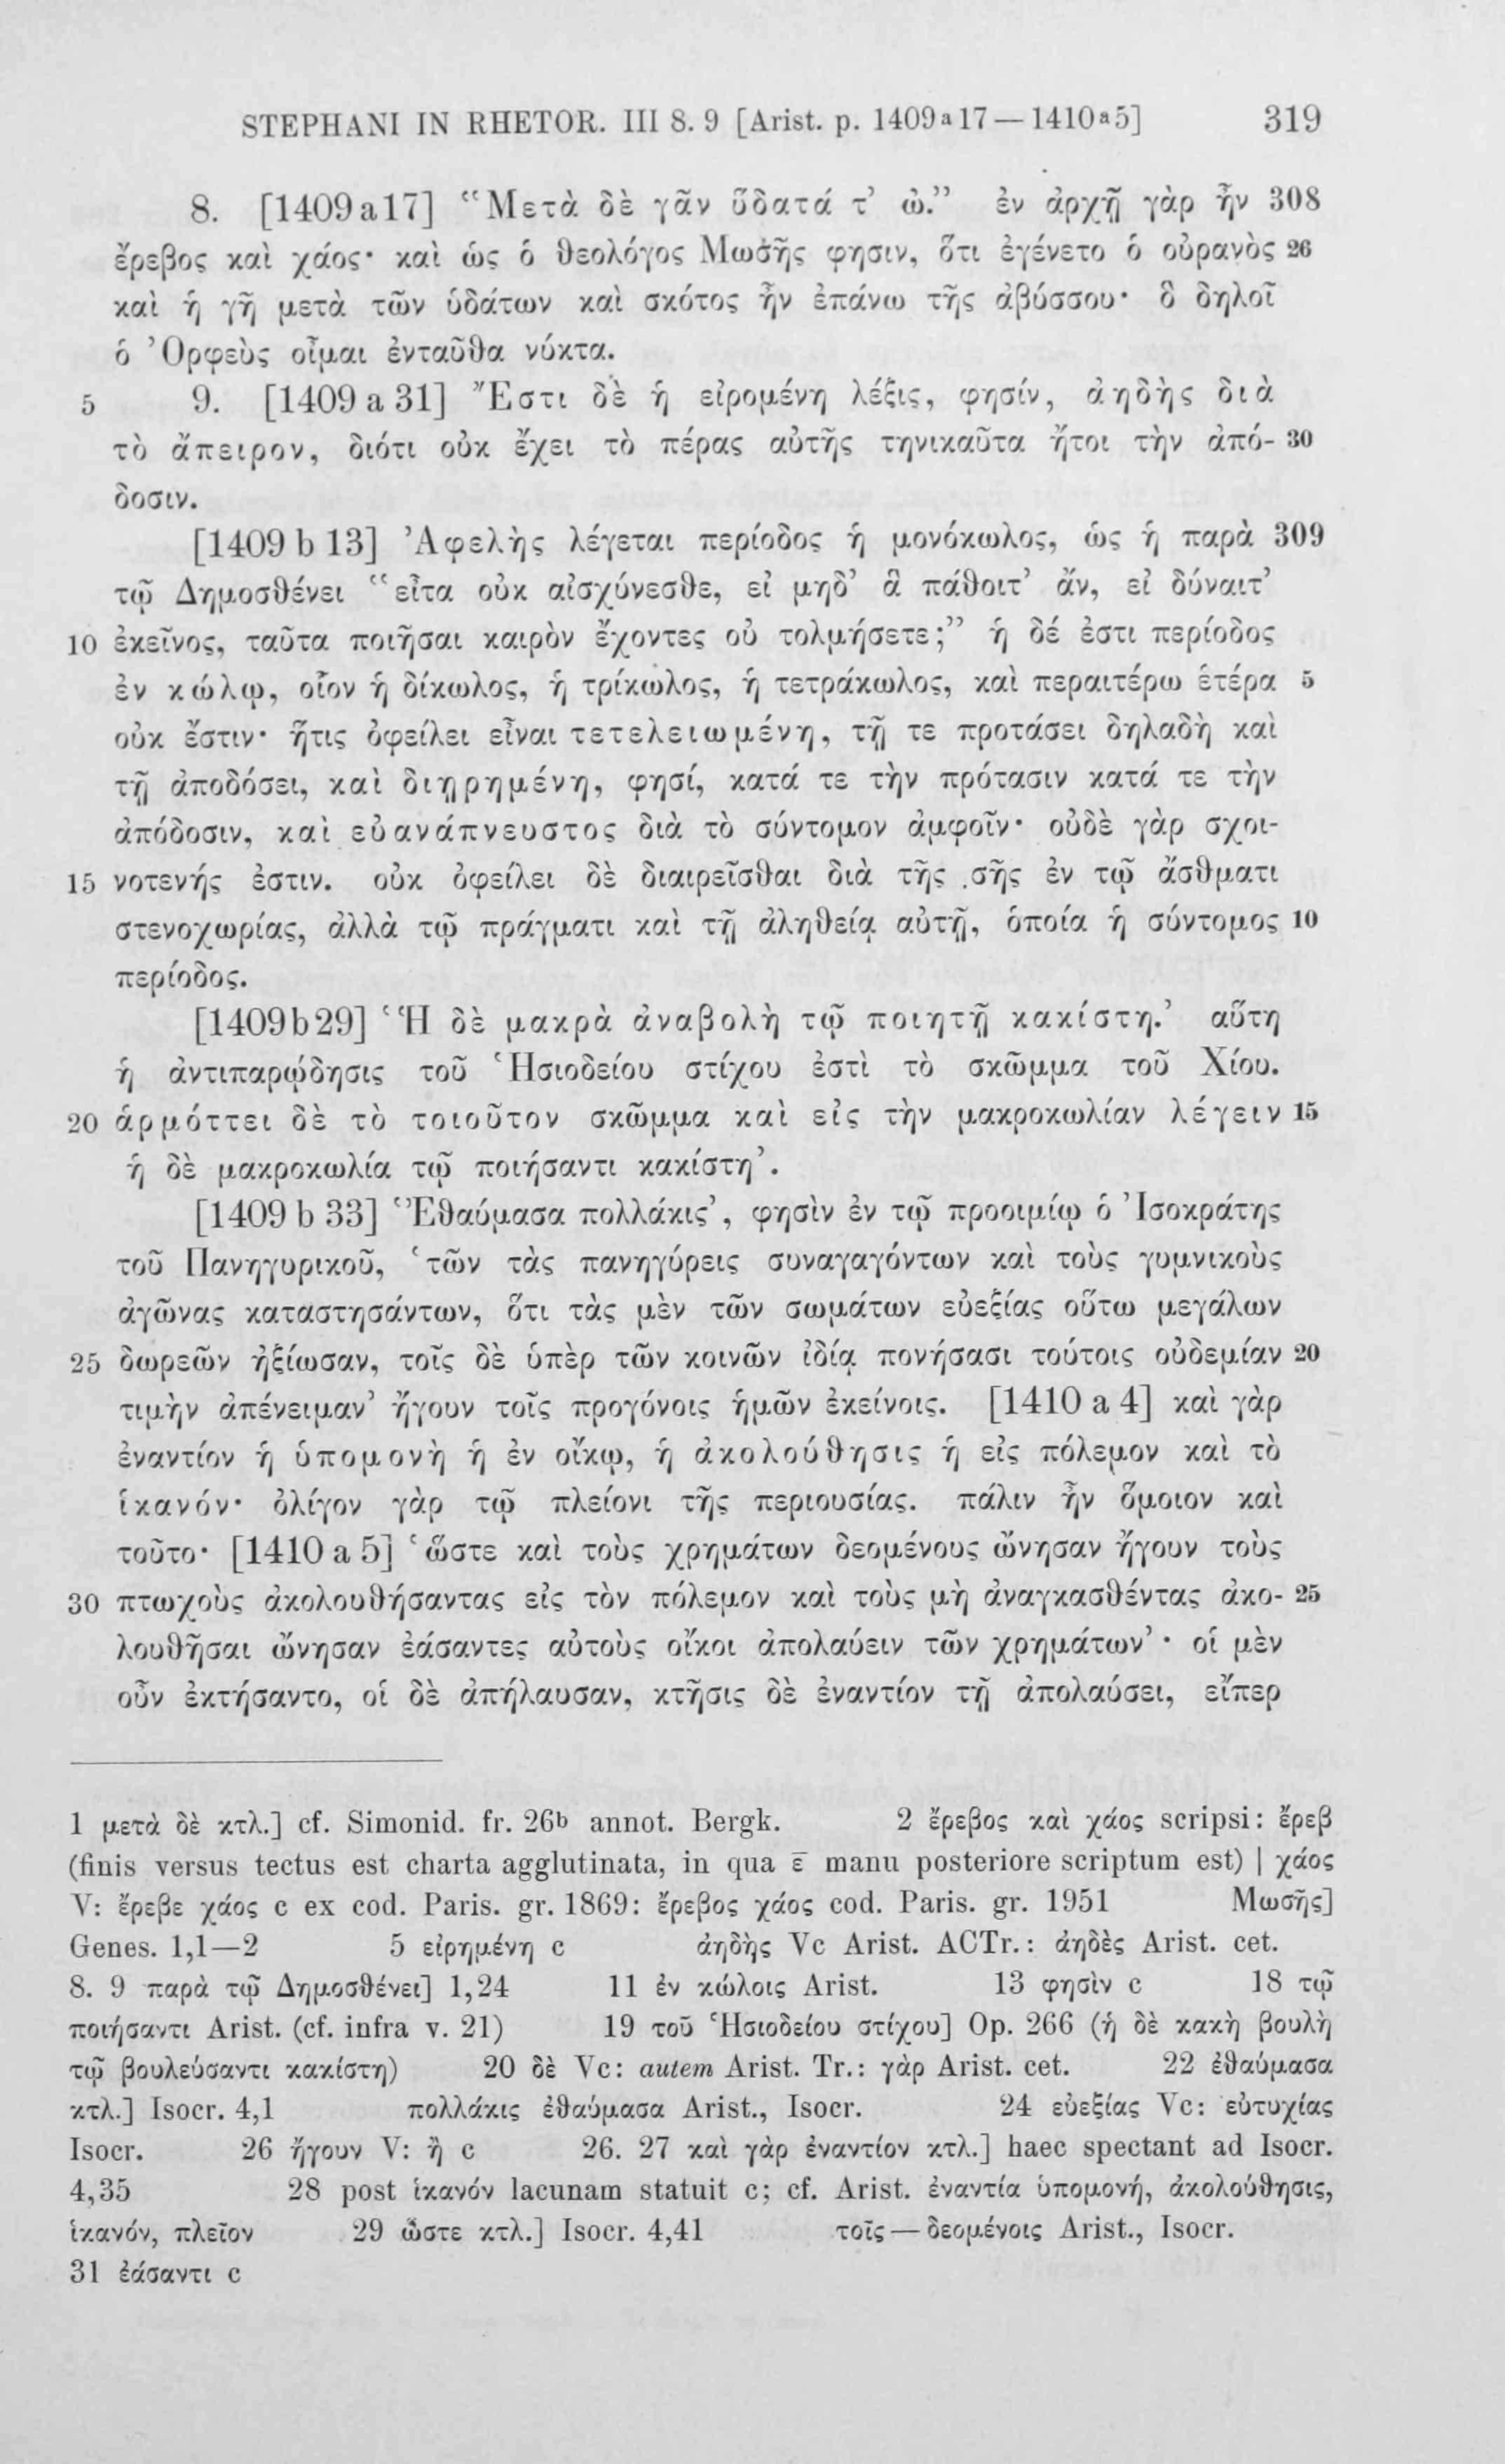 STEPHANI IN RHETOR. III 8. 9 [Arist. p. 1409a17 — 1410a5] 319
8. [1409a17] “Μετὰ δὲ γᾶν ὕδατά τ’ ὠ.” ἐν ἀρχῇ γὰρ ἦν 308
ἔρεβος καὶ χάος· καὶ ὡς ὁ θεολόγος Μωσῆς φησιν, ὅτι ἐγένετο ὁ οὐρανὸς 26
καὶ ἡ γῆ μετὰ τῶν ὑδάτων καὶ σκότος ἦν ἐπάνω τῆς ἀβύσσου· ὃ δηλοῖ
ὁ Ὀρφεὺς οἶμαι ἐνταῦθα νύκτα.
5 9. [1409 a 31] Ἔστι δὲ ἡ εἰρομένη λέξις, φησίν, ἀηδὴς διὰ
τὸ ἄπειρον, διότι οὐκ ἔχει τὸ πέρας αὐτῆς τηνικαῦτα ἤτοι τὴν ἀπό- 30
δοσιν.
[1409 b 13] Ἀφελὴς λέγεται περίοδος ἡ μονόκωλος, ὡς ἡ παρὰ 309
τῷ Δημοσθένει “εἶτα οὐκ αἰσχύνεσθε, εἰ μηδ’ ἃ πάθοιτ’ ἄν, εἰ δύναιτ’
10 ἐκεῖνος, ταῦτα ποιῆσαι καιρὸν ἔχοντες οὐ τολμήσετε;” ἡ δέ ἐστι περίοδος
ἐν κώλῳ, οἷον ἡ δίκωλος, ἡ τρίκωλος, ἡ τετράκωλος, καὶ περαιτέρω ἑτέρα 5
οὐκ ἔστιν· ἥτις ὀφείλει εἶναι τετελειωμένη, τῇ τε προτάσει δηλαδὴ καὶ
τῇ ἀποδόσει, καὶ διῃρημένη, φησί, κατά τε τὴν πρότασιν κατά τε τὴν
ἀπόδοσιν, καὶ εὐανάπνευστος διὰ τὸ σύντομον ἀμφοῖν· οὐδὲ γὰρ σχοι-
15 νοτενής ἐστιν. οὐκ ὀφείλει δὲ διαιρεῖσθαι διὰ τῆς σῆς ἐν τῷ ἄσθματι
στενοχωρίας, ἀλλὰ τῷ πράγματι καὶ τῇ ἀληθείᾳ αὐτῇ, ὁποία ἡ σύντομος 10
περίοδος.
[1409b29] ‘Ἡ δὲ μακρὰ ἀναβολὴ τῷ ποιητῇ κακίστη.’ αὕτη
ἡ ἀντιπαρῴδησις τοῦ Ἡσιοδείου στίχου ἐστὶ τὸ σκῶμμα τοῦ Χίου.
20 ἁρμόττει δὲ τὸ τοιοῦτον σκῶμμα καὶ εἰς τὴν μακροκωλίαν λέγειν 15
ἡ δὲ μακροκωλία τῷ ποιήσαντι κακίστη’.
[1409 b 33] ‘Ἐθαύμασα πολλάκις’, φησὶν ἐν τῷ προοιμίῳ ὁ Ἰσοκράτης
τοῦ Πανηγυρικοῦ, ‘τῶν τὰς πανηγύρεις συναγαγόντων καὶ τοὺς γυμνικοὺς
ἀγῶνας καταστησάντων, ὅτι τὰς μὲν τῶν σωμάτων εὐεξίας οὕτω μεγάλων
25 δωρεῶν ἠξίωσαν, τοῖς δὲ ὑπὲρ τῶν κοινῶν ἰδίᾳ πονήσασι τούτοις οὐδεμίαν 20
τιμὴν ἀπένειμαν’ ἤγουν τοῖς προγόνοις ἡμῶν ἐκείνοις. [1410 a 4] καὶ γὰρ
ἐναντίον ἡ ὑπομονὴ ἡ ἐν οἴκῳ, ἡ ἀκολούθησις ἡ εἰς πόλεμον καὶ τὸ
ἱκανόν· ὀλίγον γὰρ τῷ πλείονι τῆς περιουσίας. πάλιν ἦν ὅμοιον καὶ
τοῦτο· [1410 a 5] ‘ὥστε καὶ τοὺς χρημάτων δεομένους ὤνησαν ἤγουν τοὺς
30 πτωχοὺς ἀκολουθήσαντας εἰς τὸν πόλεμον καὶ τοὺς μὴ ἀναγκασθέντας ἀκο- 25
λουθῆσαι ὤνησαν ἐάσαντες αὐτοὺς οἴκοι ἀπολαύειν τῶν χρημάτων’· οἱ μὲν
οὖν ἐκτήσαντο, οἱ δὲ ἀπήλαυσαν, κτῆσις δὲ ἐναντίον τῇ ἀπολαύσει, εἴπερ
1 μετὰ δὲ κτλ.] cf. Simonid. fr. 26b annot. Bergk. 2 ἔρεβος καὶ χάος scripsi: ἔρεβ
(finis versus tectus est charta agglutinata, in qua ε̄ manu posteriore scriptum est) | χάος
V: ἔρεβε χάος c ex cod. Paris. gr. 1869: ἔρεβος χάος cod. Paris. gr. 1951 Μωσῆς]
Genes. 1,1—2 5 εἰρημένη c ἀηδὴς Vc Arist. ACTr.: ἀηδὲς Arist. cet.
8. 9 παρὰ τῷ Δημοσθένει] 1,24 11 ἐν κώλοις Arist. 13 φησὶν c 18 τῷ
ποιήσαντι Arist. (cf. infra v. 21) 19 τοῦ Ἡσιοδείου στίχου] Op. 266 (ἡ δὲ κακὴ βουλὴ
τῷ βουλεύσαντι κακίστη) 20 δὲ Vc: autem Arist. Tr.: γὰρ Arist. cet. 22 ἐθαύμασα
κτλ.] Isocr. 4,1 πολλάκις ἐθαύμασα Arist., Isocr. 24 εὐεξίας Vc: εὐτυχίας
Isocr. 26 ἤγουν V: ἢ c 26. 27 καὶ γὰρ ἐναντίον κτλ.] haec spectant ad Isocr.
4,35 28 post ἱκανόν lacunam statuit c; cf. Arist. ἐναντία ὑπομονή, ἀκολούθησις,
ἱκανόν, πλεῖον 29 ὥστε κτλ.] Isocr. 4,41 τοῖς — δεομένοις Arist., Isocr.
31 ἐάσαντι c